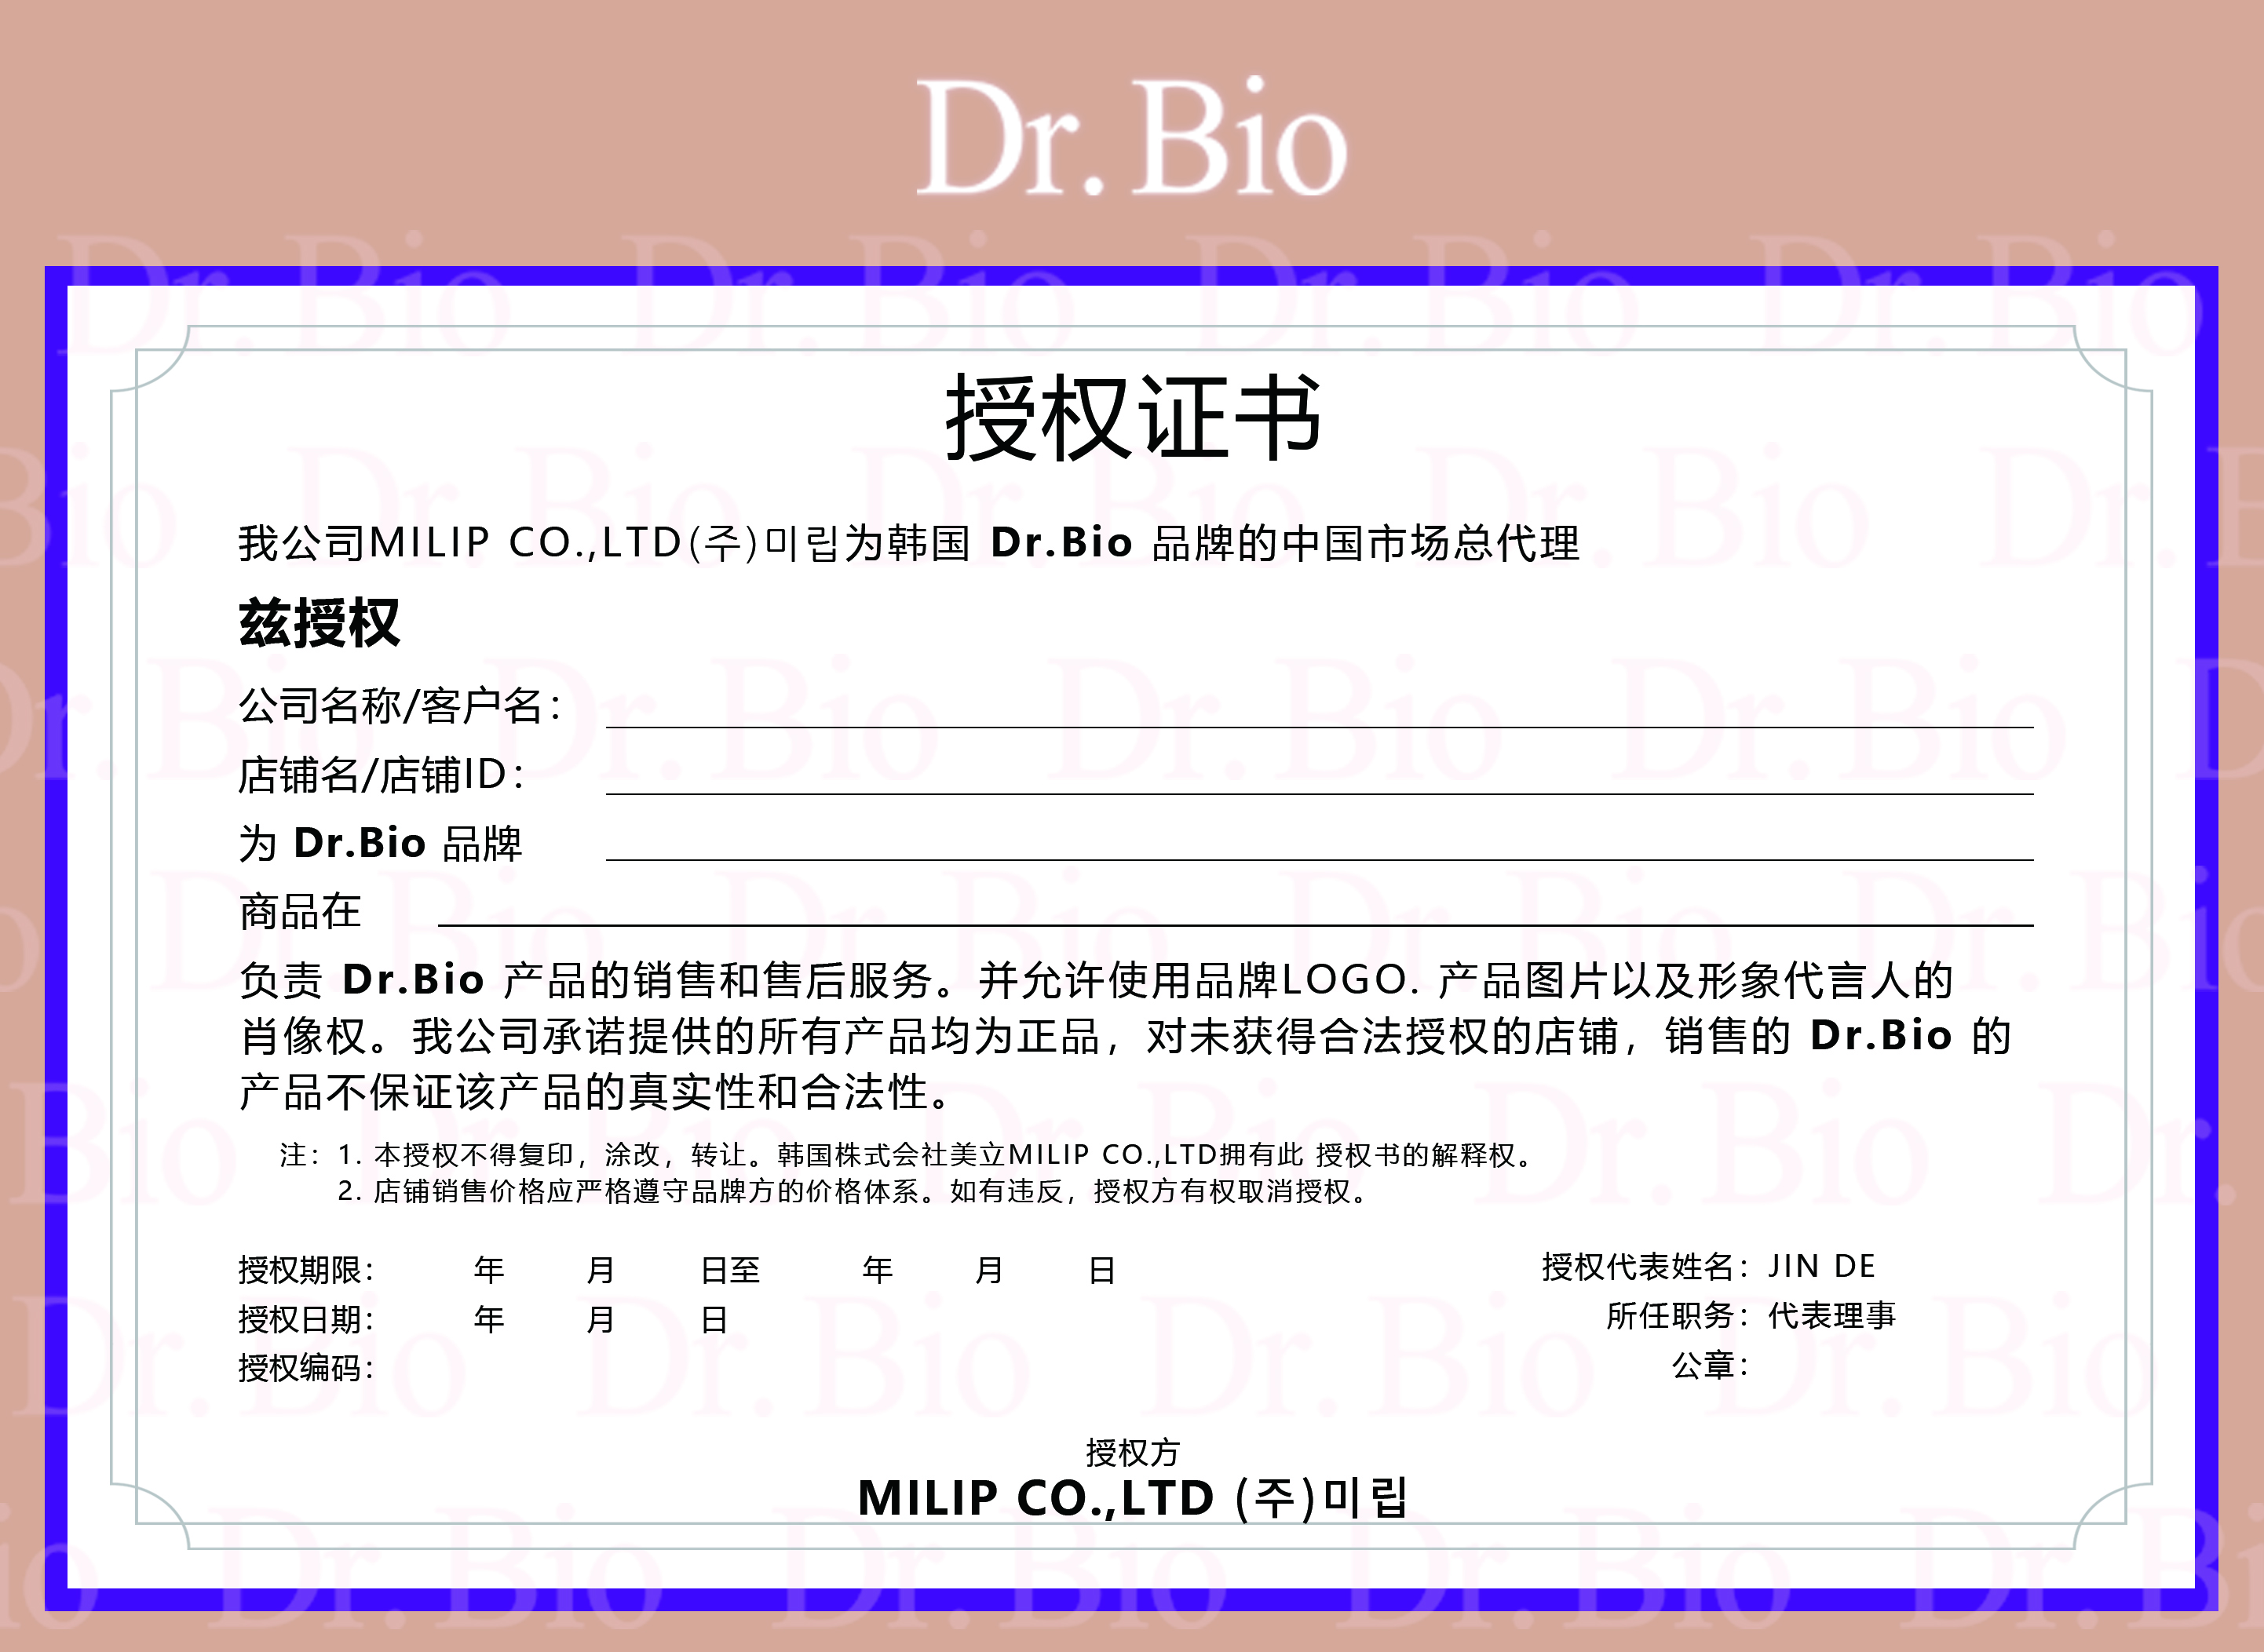 Dr. Bio
授权证书
我公司MILIP CO.,LTD(주)미립为韩国 Dr.Bio 品牌的中国市场总代理
兹授权
公司名称/客户名：
店铺名/店铺ID：
为 Dr.Bio 品牌
商品在
负责 Dr.Bio 产品的销售和售后服务。并允许使用品牌LOGO. 产品图片以及形象代言人的
肖像权。我公司承诺提供的所有产品均为正品，对未获得合法授权的店铺，销售的 Dr.Bio 的
产品不保证该产品的真实性和合法性。
注：1. 本授权不得复印，涂改，转让。韩国株式会社美立MILIP CO.,LTD拥有此 授权书的解释权。
2. 店铺销售价格应严格遵守品牌方的价格体系。如有违反，授权方有权取消授权。
授权期限： 年 月 日至 年 月 日
授权日期： 年 月 日
授权编码：
授权代表姓名：JIN DE
所任职务：代表理事
公章：
授权方
MILIP CO.,LTD (주)미립